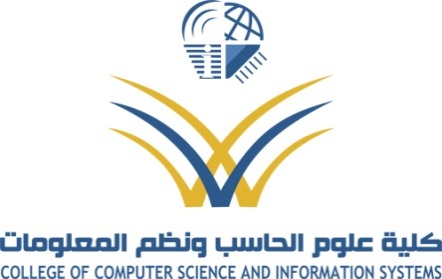 كلية علوم الحاسب ونظم المعلومات
COLLEGE OF COMPUTER SCIENCE AND INFORMATION SYSTEMS